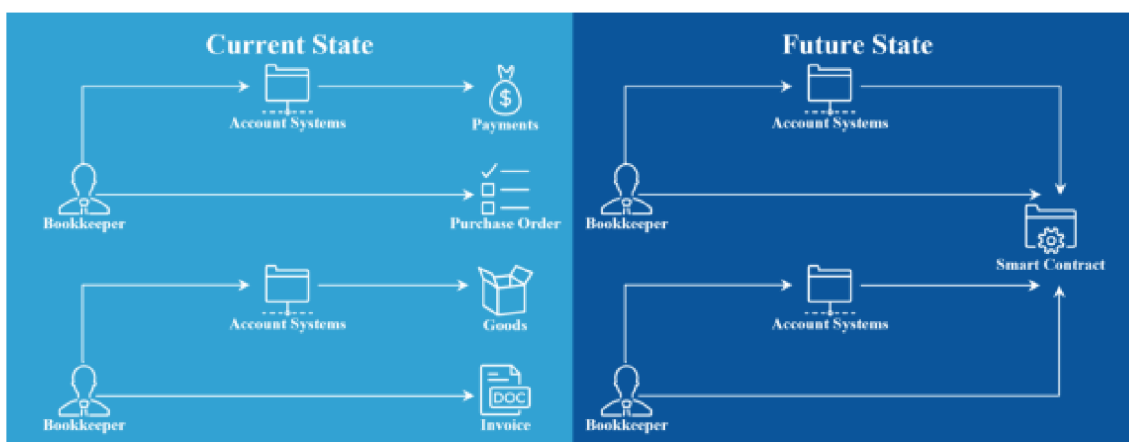 Current State
Account Systems
$
Payments
Bookkeeper
Purchase Order
Account Systems
Goods
DOC
Bookkeeper
Invoice
Future State
Account Systems
Bookkeeper
Smart Contract
Account Systems
Bookkeeper